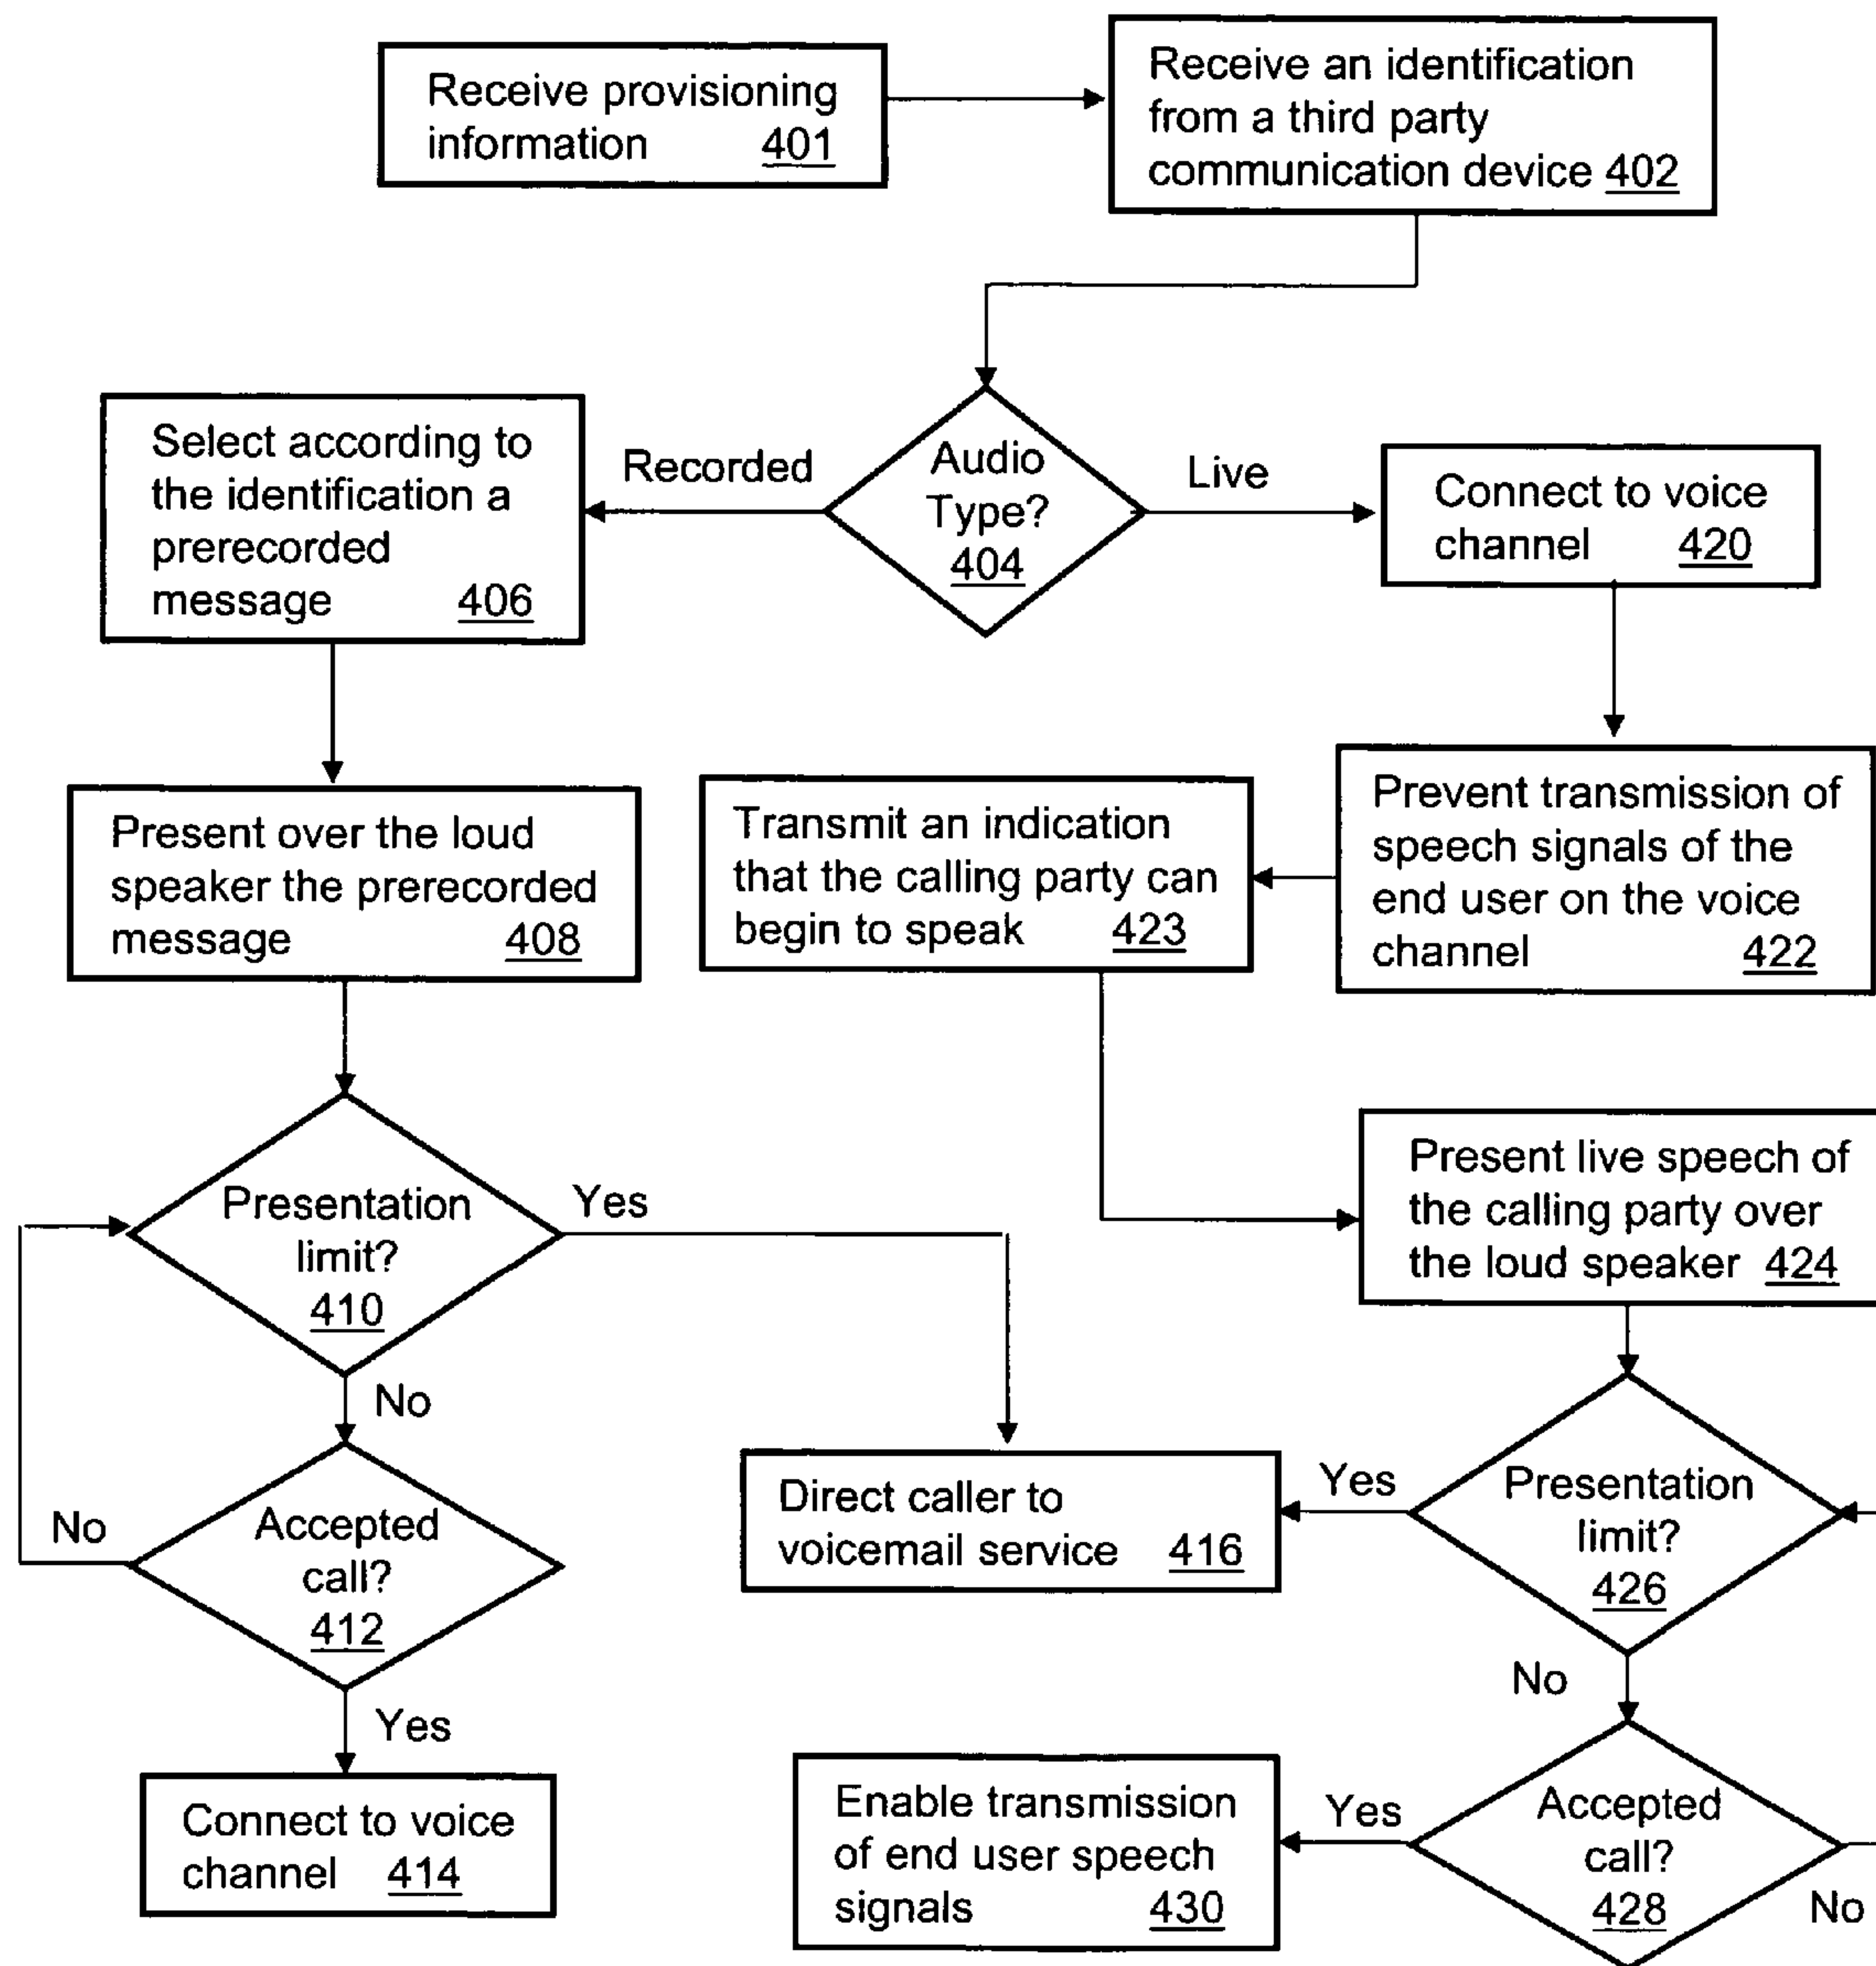 Receive provisioning
information 401
Receive an identification
from a third party
communication device 402
Audio
Type?
404
Recorded
Live
Select according to
the identification a
prerecorded
message 406
Connect to voice
channel 420
Present over the loud
speaker the prerecorded
message 408
Transmit an indication
that the calling party can
begin to speak 423
Prevent transmission of
speech signals of the
end user on the voice
channel 422
Presentation
limit?
410
Yes
No
Present live speech of
the calling party over
the loud speaker 424
Accepted
call?
412
No
Yes
Direct caller to
voicemail service 416
Yes
Presentation
limit?
426
No
Connect to voice
channel 414
Enable transmission
of end user speech
signals 430
Yes
Accepted
call?
428
No